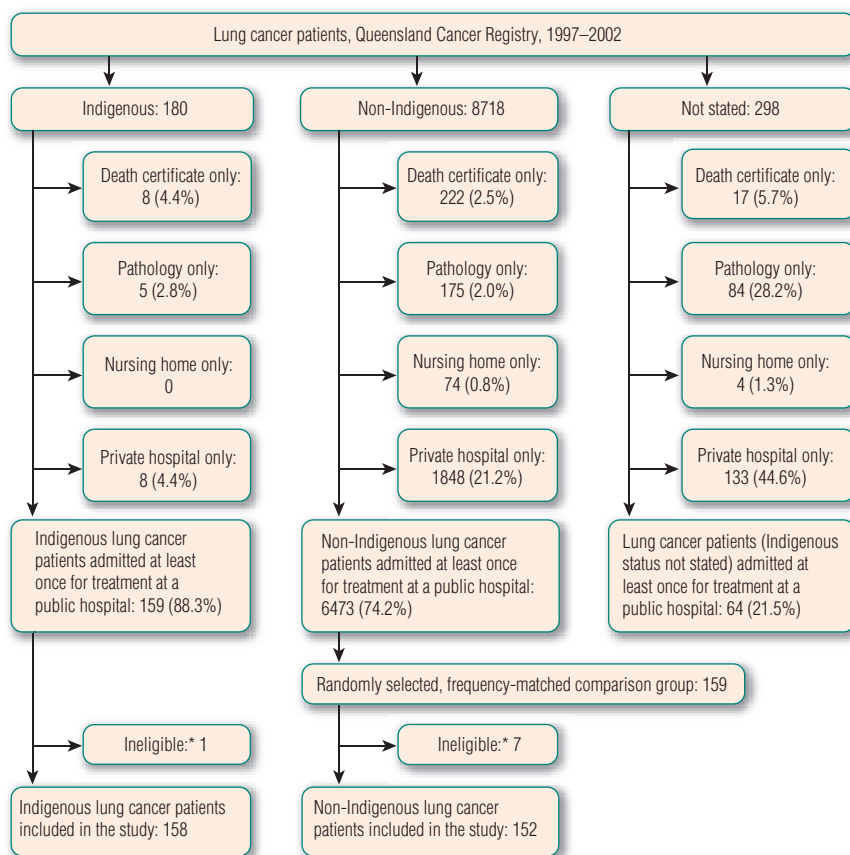 Lung cancer patients, Queensland Cancer Registry, 1997–2002
Indigenous: 180
Non-Indigenous: 8718
Not stated: 298
Death certificate only:
8 (4.4%)
Death certificate only:
222 (2.5%)
Death certificate only:
17 (5.7%)
Pathology only:
5 (2.8%)
Pathology only:
175 (2.0%)
Pathology only:
84 (28.2%)
Nursing home only:
0
Nursing home only:
74 (0.8%)
Nursing home only:
4 (1.3%)
Private hospital only:
8 (4.4%)
Private hospital only:
1848 (21.2%)
Private hospital only:
133 (44.6%)
Indigenous lung cancer
patients admitted at least
once for treatment at a
public hospital: 159 (88.3%)
Non-Indigenous lung cancer
patients admitted at least once
for treatment at a public hospital:
6473 (74.2%)
Lung cancer patients (Indigenous
status not stated) admitted at
least once for treatment at a
public hospital: 64 (21.5%)
Randomly selected, frequency-matched comparison group: 159
Ineligible:* 1
Ineligible:* 7
Indigenous lung cancer patients
included in the study: 158
Non-Indigenous lung cancer
patients included in the study: 152